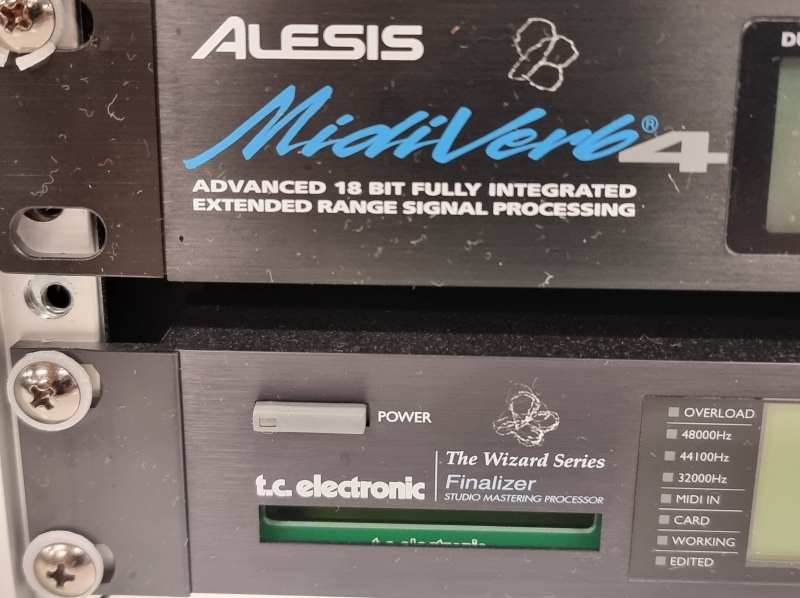 ALESIS
MidiVerb® 4
ADVANCED 18 BIT FULLY INTEGRATED
EXTENDED RANGE SIGNAL PROCESSING
POWER
t.c. electronic
The Wizard Series
Finalizer
STUDIO MASTERING PROCESSOR
t.c. electronic
OVERLOAD
48000Hz
44100Hz
32000Hz
MIDI IN
CARD
WORKING
EDITED